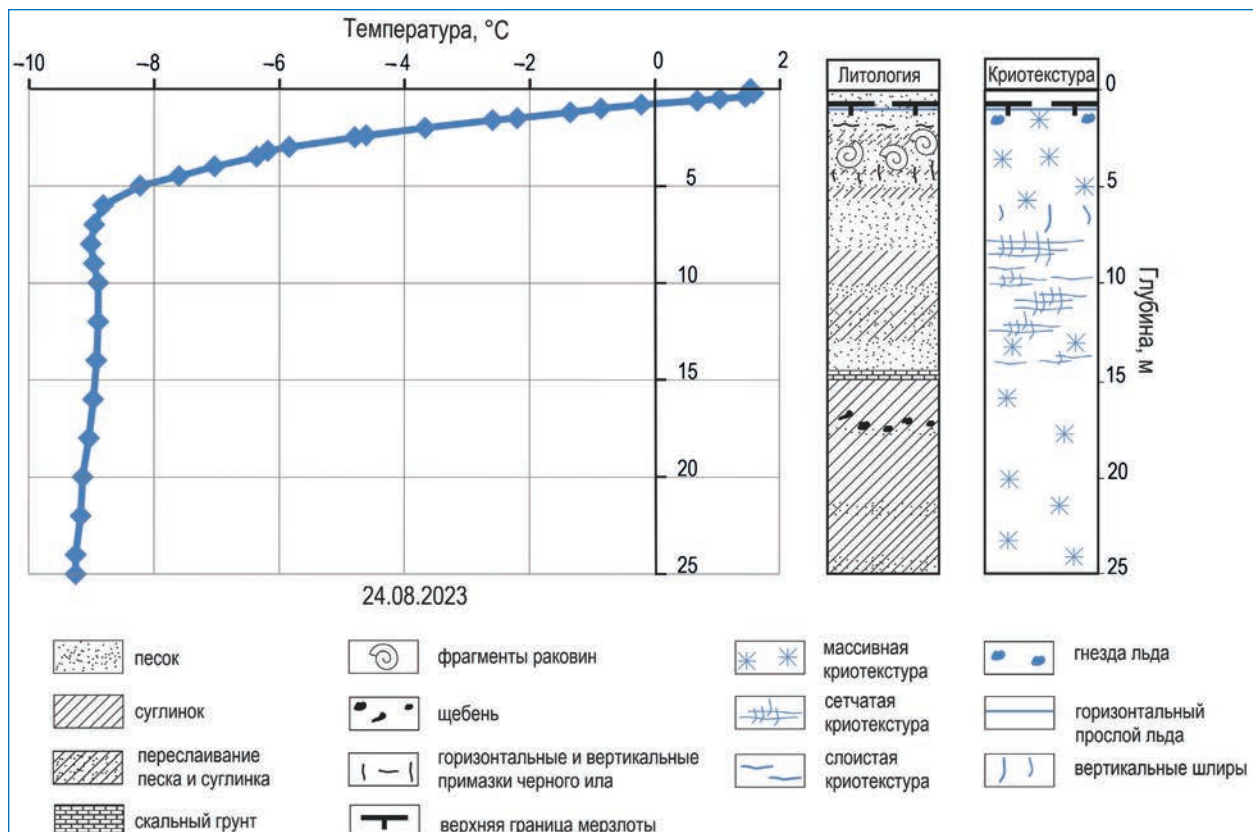 Температура, °C
−10 −8 −6 −4 −2 0 2
Литология
Криотекстура
0
5
5
10
10
15
15
20
20
25
25
Глубина, м
24.08.2023
песок
суглинок
переслаивание
песка и суглинка
скальный грунт
фрагменты раковин
щебень
горизонтальные и вертикальные
примазки черного ила
верхняя граница мерзлоты
массивная
криотекстура
сетчатая
криотекстура
слоистая
криотекстура
гнезда льда
горизонтальный
прослой льда
вертикальные шлиры